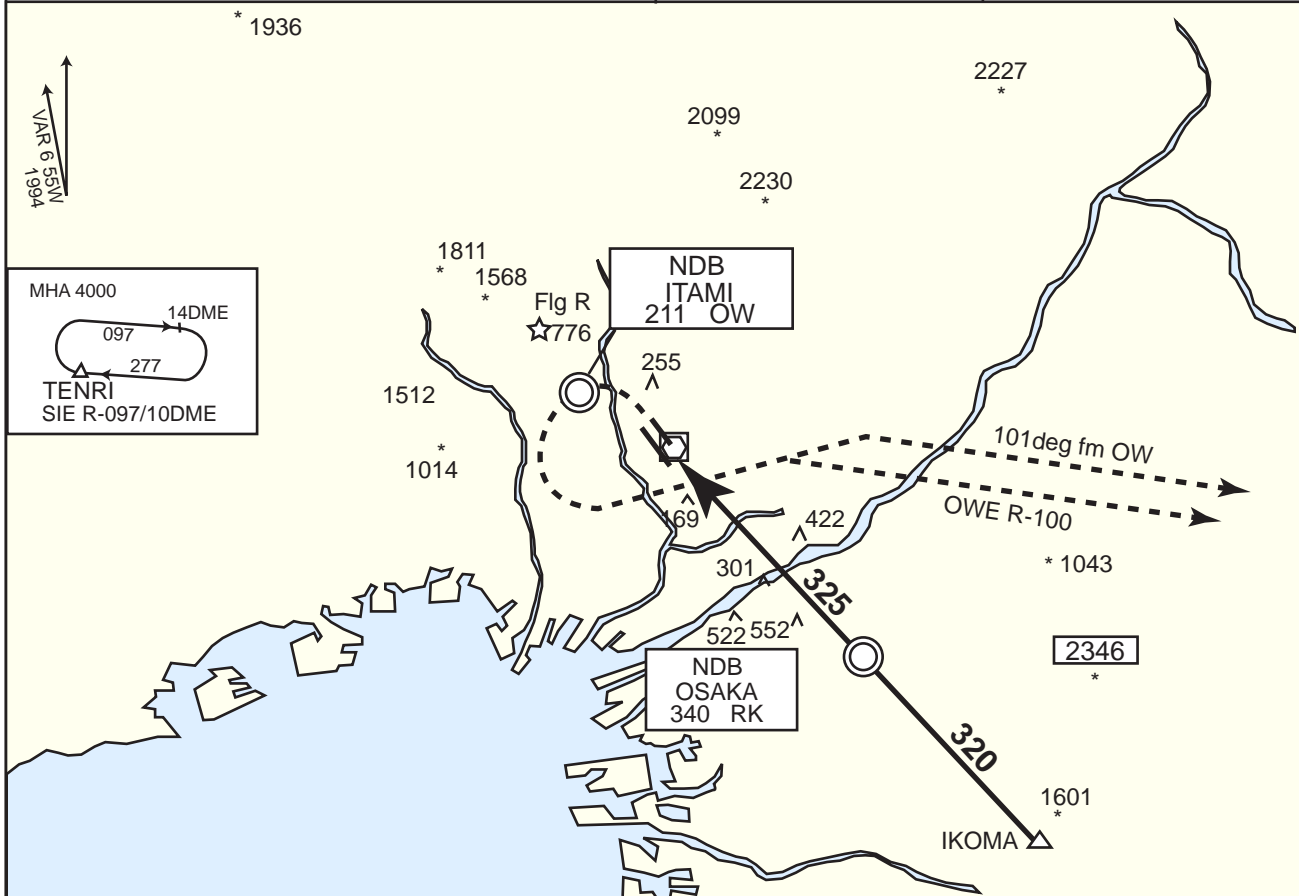 1936
VAR 6 55W
1994
2227
2099
2230
MHA 4000
14DME
097
277
TENRI
SIE R-097/10DME
1811
1568
Flg R
776
NDB
ITAMI
211 OW
255
1512
1014
101deg fm OW
OWE R-100
169
422
1043
301
325
522
552
NDB
OSAKA
340 RK
2346
320
1601
IKOMA